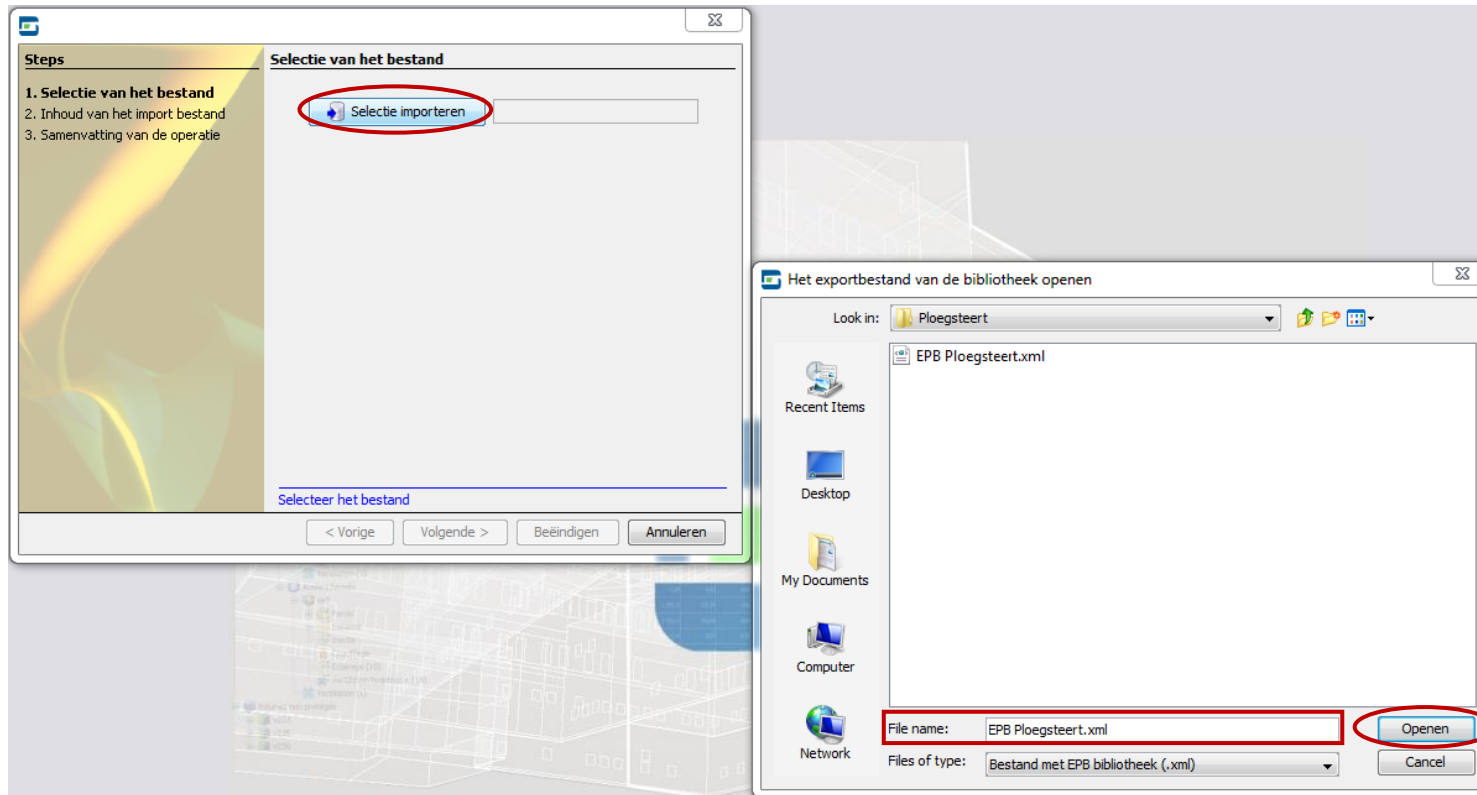 Steps
1. Selectie van het bestand
2. Inhoud van het import bestand
3. Samenvatting van de operatie
Selectie van het bestand
Selectie importeren
Selecteer het bestand
< Vorige
Volgende >
Beëindigen
Annuleren
Het exportbestand van de bibliotheek openen
Look in:
Ploegsteert
EPB Ploegsteert.xml
Recent Items
Desktop
My Documents
Computer
Network
File name:
EPB Ploegsteert.xml
Openen
Files of type:
Bestand met EPB bibliotheek (.xml)
Cancel